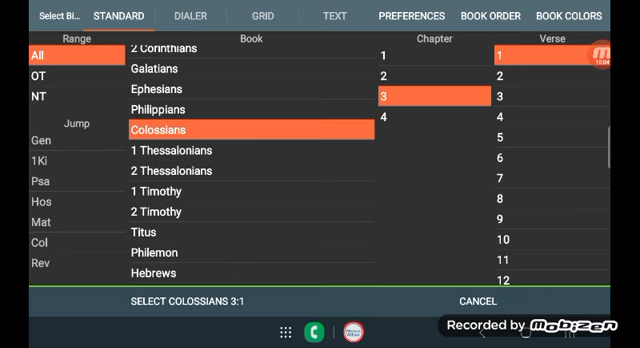 Select Bi... STANDARD DIALER GRID TEXT PREFERENCES BOOK ORDER BOOK COLORS
Range Book Chapter Verse
All
OT
NT
Jump
Gen
1Ki
Psa
Hos
Mat
Col
Rev
2 Corinthians
Galatians
Ephesians
Philippians
Colossians
1 Thessalonians
2 Thessalonians
1 Timothy
2 Timothy
Titus
Philemon
Hebrews
1
2
3
4
1
2
3
4
5
6
7
8
9
10
11
12
10:04
SELECT COLOSSIANS 3:1 CANCEL
Recorded by mobizen